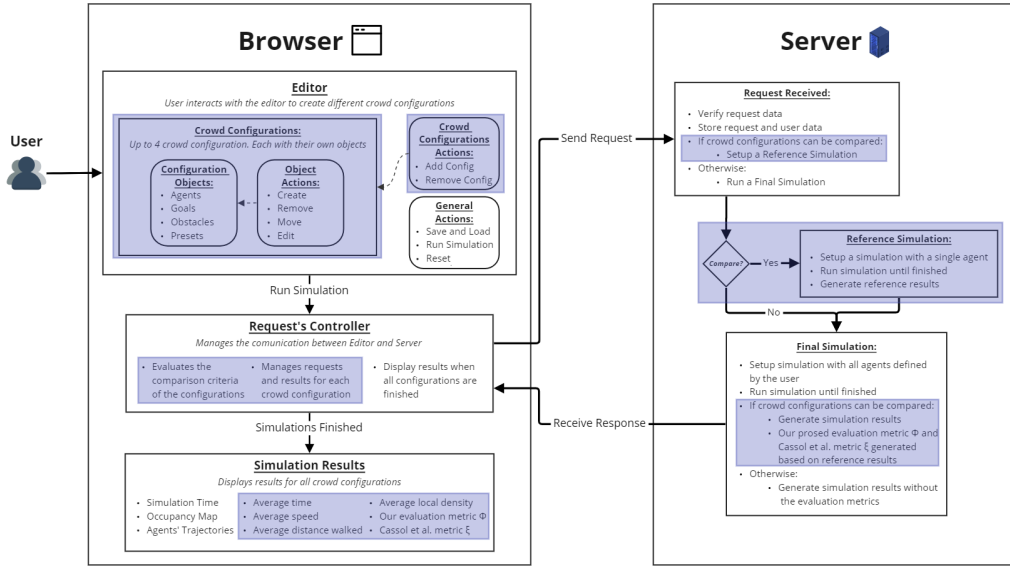 Browser
Server
User
Editor
User interacts with the editor to create different crowd configurations
Crowd Configurations:
Up to 4 crowd configuration. Each with their own objects
Configuration
Objects:
• Agents
• Goals
• Obstacles
• Presets
Object
Actions:
• Create
• Remove
• Move
• Edit
Crowd
Configurations
Actions:
• Add Config
• Remove Config
General
Actions:
• Save and Load
• Run Simulation
• Reset
Run Simulation
Request's Controller
Manages the comunication between Editor and Server
• Evaluates the
comparison criteria
of the configurations
• Manages requests
and results for each
crowd configuration
• Display results when
all configurations are
finished
Simulations Finished
Simulation Results
Displays results for all crowd configurations
• Simulation Time
• Occupancy Map
• Agents' Trajectories
• Average time
• Average speed
• Average distance walked
• Average local density
• Our evaluation metric Φ
• Cassol et al. metric ξ
Send Request
Receive Response
Request Received:
• Verify request data
• Store request and user data
• If crowd configurations can be compared:
• Setup a Reference Simulation
• Otherwise:
• Run a Final Simulation
Compare?
Yes
No
Reference Simulation:
• Setup a simulation with a single agent
• Run simulation until finished
• Generate reference results
Final Simulation:
• Setup simulation with all agents defined
by the user
• Run simulation until finished
• If crowd configurations can be compared:
• Generate simulation results
• Our prosed evaluation metric Φ and
Cassol et al. metric ξ generated
based on reference results
• Otherwise:
• Generate simulation results without
the evaluation metrics